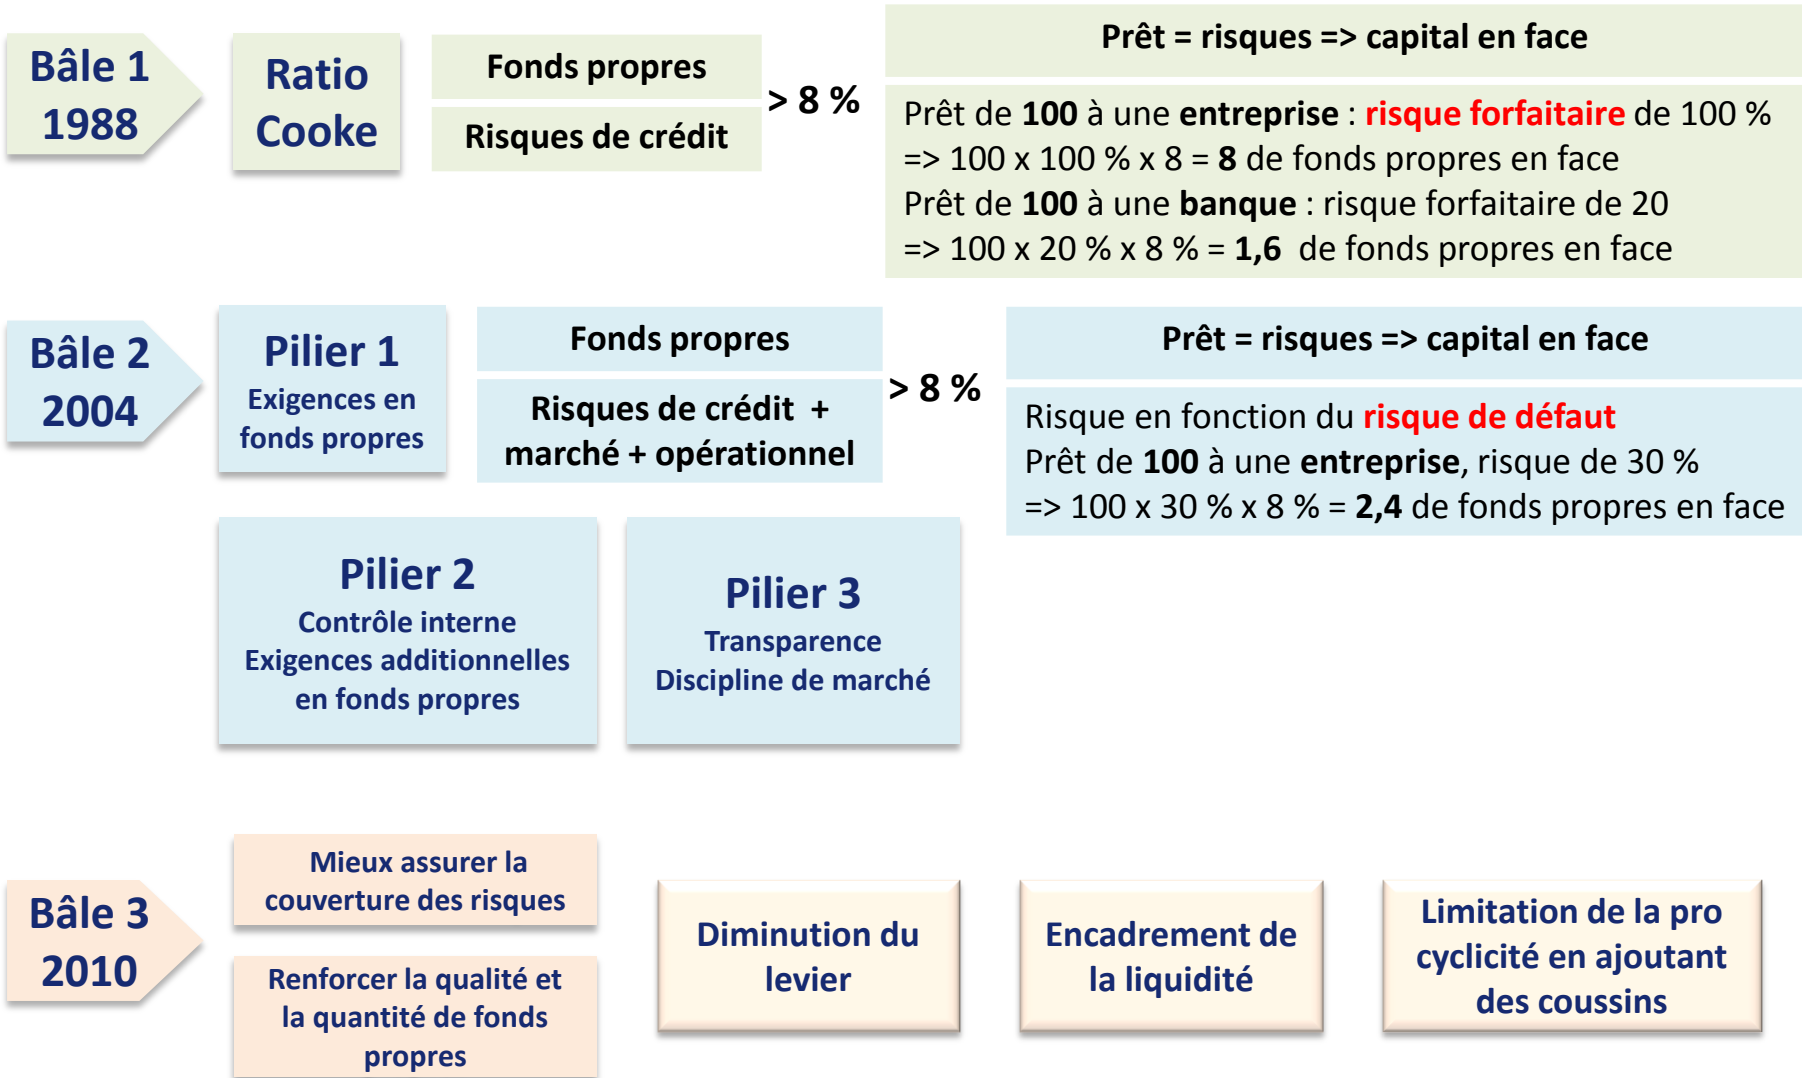 Bâle 1
1988
Ratio
Cooke
Fonds propres
Risques de crédit
> 8 %
Prêt = risques => capital en face
Prêt de 100 à une entreprise : risque forfaitaire de 100 %
=> 100 x 100 % x 8 = 8 de fonds propres en face
Prêt de 100 à une banque : risque forfaitaire de 20
=> 100 x 20 % x 8 % = 1,6 de fonds propres en face
Bâle 2
2004
Pilier 1
Exigences en
fonds propres
Fonds propres
Risques de crédit +
marché + opérationnel
> 8 %
Prêt = risques => capital en face
Risque en fonction du risque de défaut
Prêt de 100 à une entreprise, risque de 30 %
=> 100 x 30 % x 8 % = 2,4 de fonds propres en face
Pilier 2
Contrôle interne
Exigences additionnelles
en fonds propres
Pilier 3
Transparence
Discipline de marché
Bâle 3
2010
Mieux assurer la
couverture des risques
Renforcer la qualité et
la quantité de fonds
propres
Diminution du
levier
Encadrement de
la liquidité
Limitation de la pro
cyclicité en ajoutant
des coussins